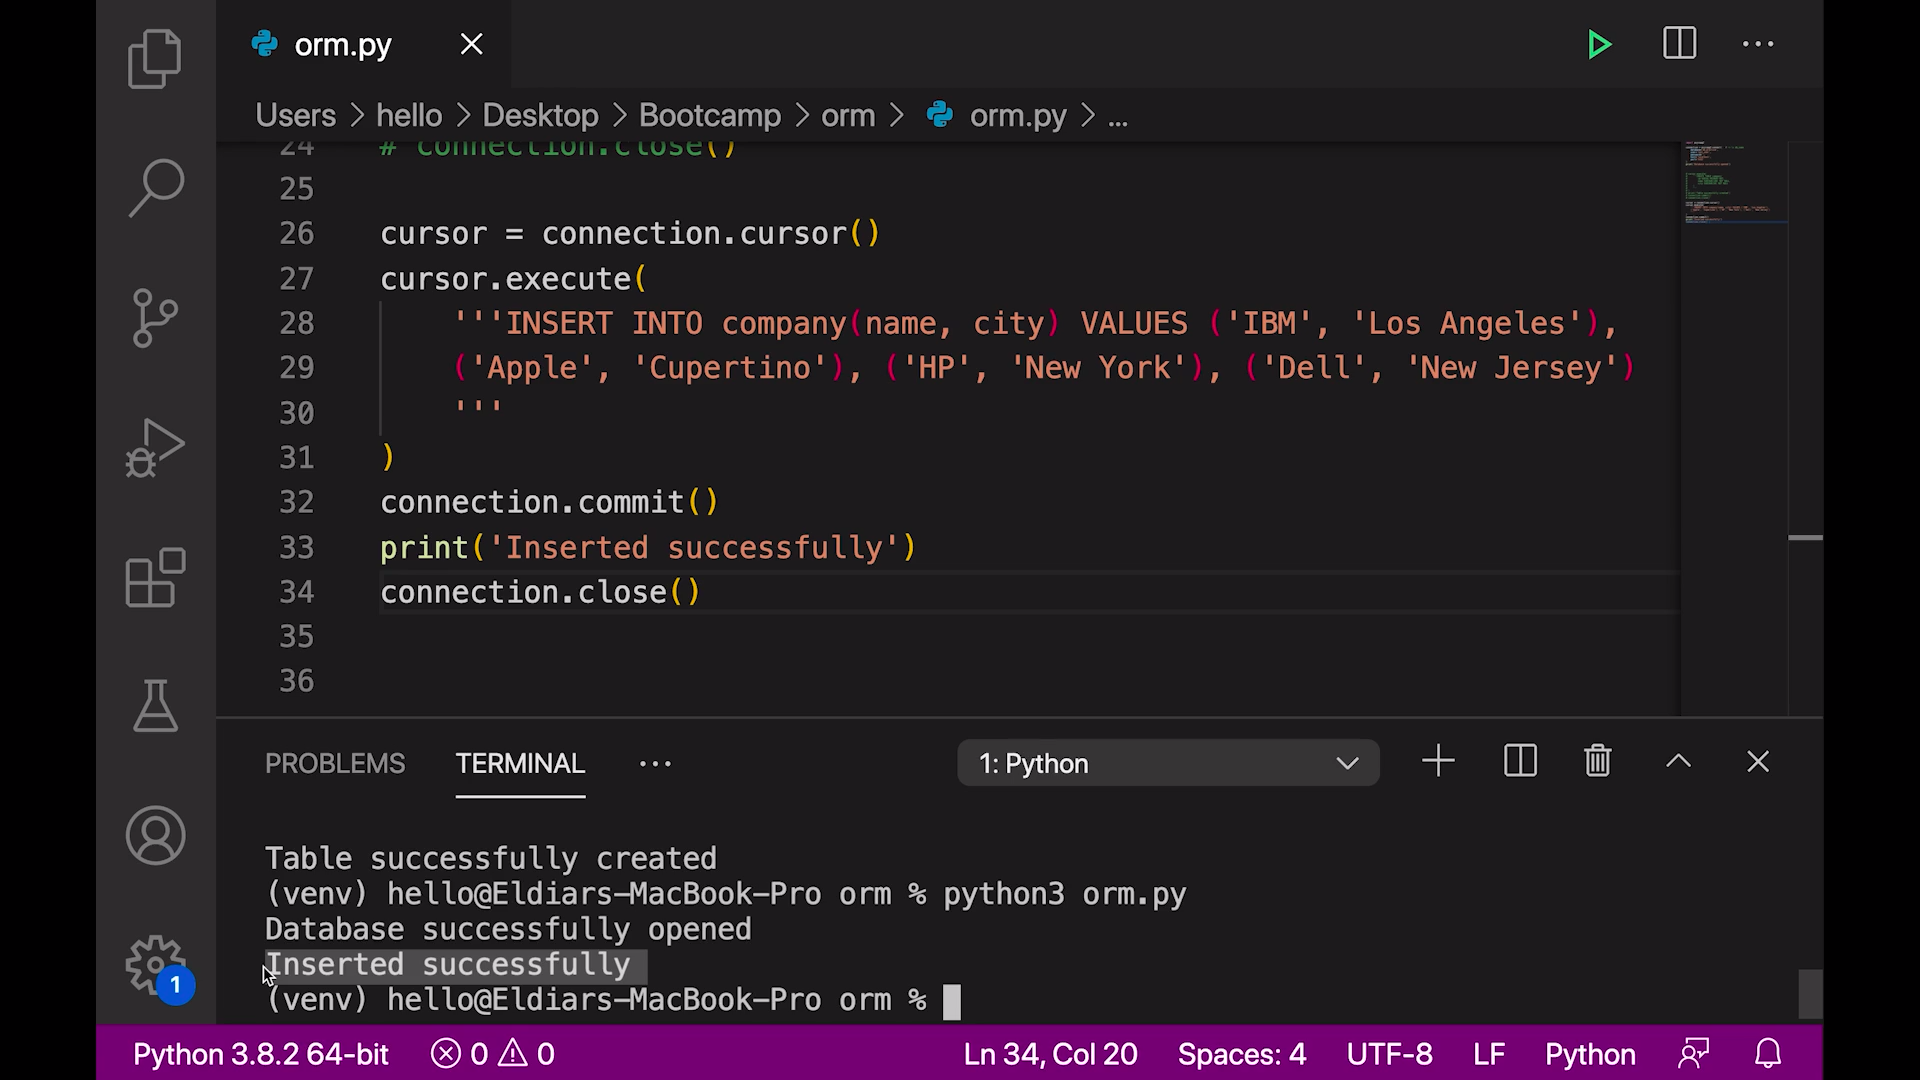 orm.py
Users > hello > Desktop > Bootcamp > orm > orm.py > ...
24 # connection.close()
25
26 cursor = connection.cursor()
27 cursor.execute(
28 '''INSERT INTO company(name, city) VALUES ('IBM', 'Los Angeles'),
29 ('Apple', 'Cupertino'), ('HP', 'New York'), ('Dell', 'New Jersey')
30 '''
31 )
32 connection.commit()
33 print('Inserted successfully')
34 connection.close()
35
36
PROBLEMS TERMINAL ... 1: Python
Table successfully created
(venv) hello@Eldiars-MacBook-Pro orm % python3 orm.py
Database successfully opened
Inserted successfully
(venv) hello@Eldiars-MacBook-Pro orm %
1
Python 3.8.2 64-bit 0 0 Ln 34, Col 20 Spaces: 4 UTF-8 LF Python